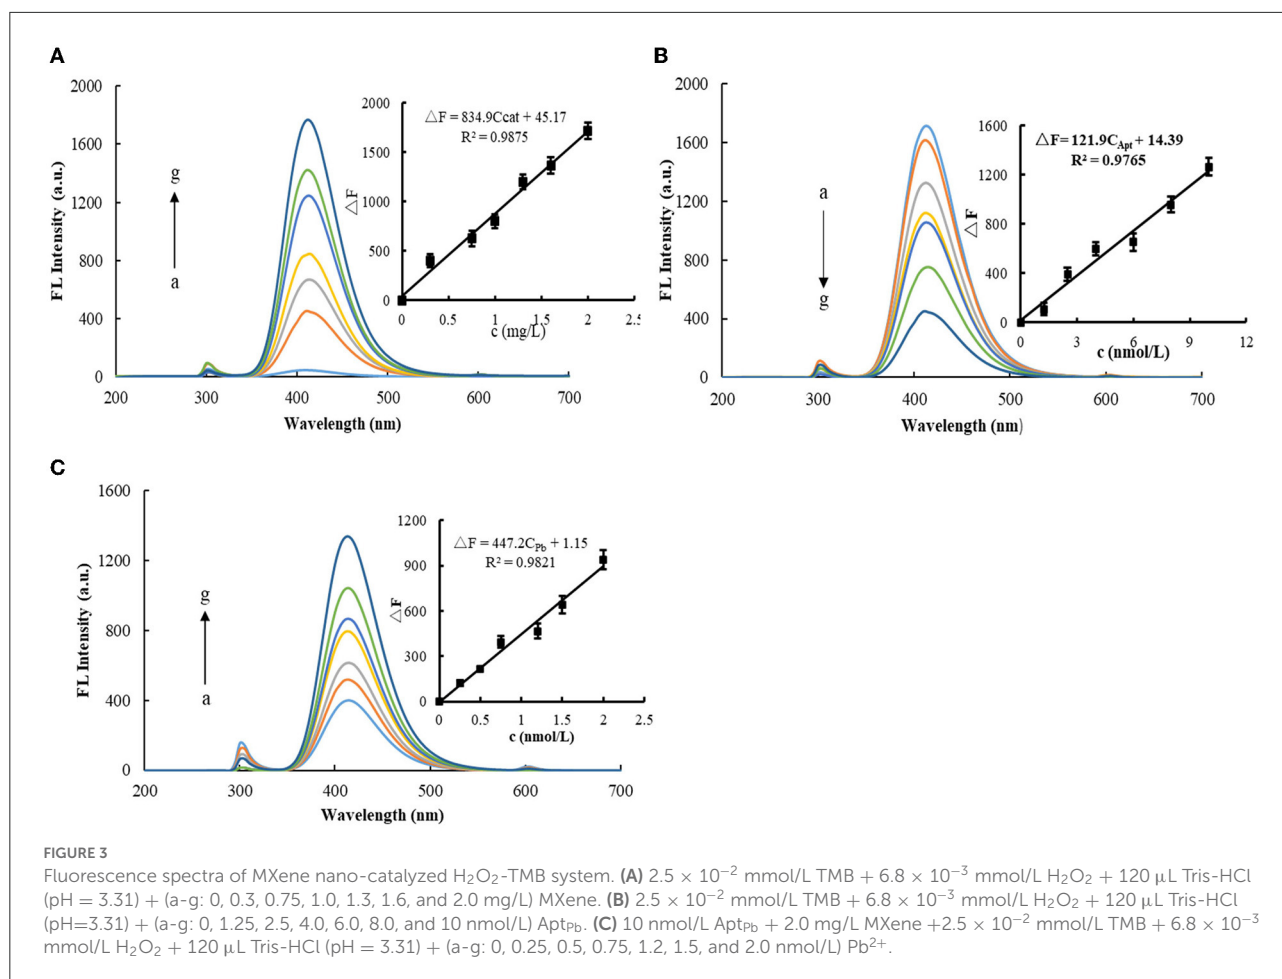 A
2000
1600
1200
800
400
0
200
300
400
500
600
700
FL Intensity (a.u.)
Wavelength (nm)
g
a
2000
1500
1000
500
0
0
0.5
1
1.5
2
2.5
△F
c (mg/L)
△F = 834.9Ccat + 45.17
R² = 0.9875
B
2000
1600
1200
800
400
0
200
300
400
500
600
700
FL Intensity (a.u.)
Wavelength (nm)
a
g
1600
1200
800
400
0
0
3
6
9
12
△F
c (nmol/L)
△F= 121.9C_Apt + 14.39
R² = 0.9765
C
1600
1200
800
400
0
200
300
400
500
600
700
FL Intensity (a.u.)
Wavelength (nm)
g
a
1200
900
600
300
0
0
0.5
1
1.5
2
2.5
△F
c (nmol/L)
△F = 447.2C_Pb + 1.15
R² = 0.9821
FIGURE 3
Fluorescence spectra of MXene nano-catalyzed H₂O₂-TMB system. (A) 2.5 × 10⁻² mmol/L TMB + 6.8 × 10⁻³ mmol/L H₂O₂ + 120 μL Tris-HCl
(pH = 3.31) + (a-g: 0, 0.3, 0.75, 1.0, 1.3, 1.6, and 2.0 mg/L) MXene. (B) 2.5 × 10⁻² mmol/L TMB + 6.8 × 10⁻³ mmol/L H₂O₂ + 120 μL Tris-HCl
(pH=3.31) + (a-g: 0, 1.25, 2.5, 4.0, 6.0, 8.0, and 10 nmol/L) Apt_Pb. (C) 10 nmol/L Apt_Pb + 2.0 mg/L MXene +2.5 × 10⁻² mmol/L TMB + 6.8 × 10⁻³
mmol/L H₂O₂ + 120 μL Tris-HCl (pH = 3.31) + (a-g: 0, 0.25, 0.5, 0.75, 1.2, 1.5, and 2.0 nmol/L) Pb²⁺.